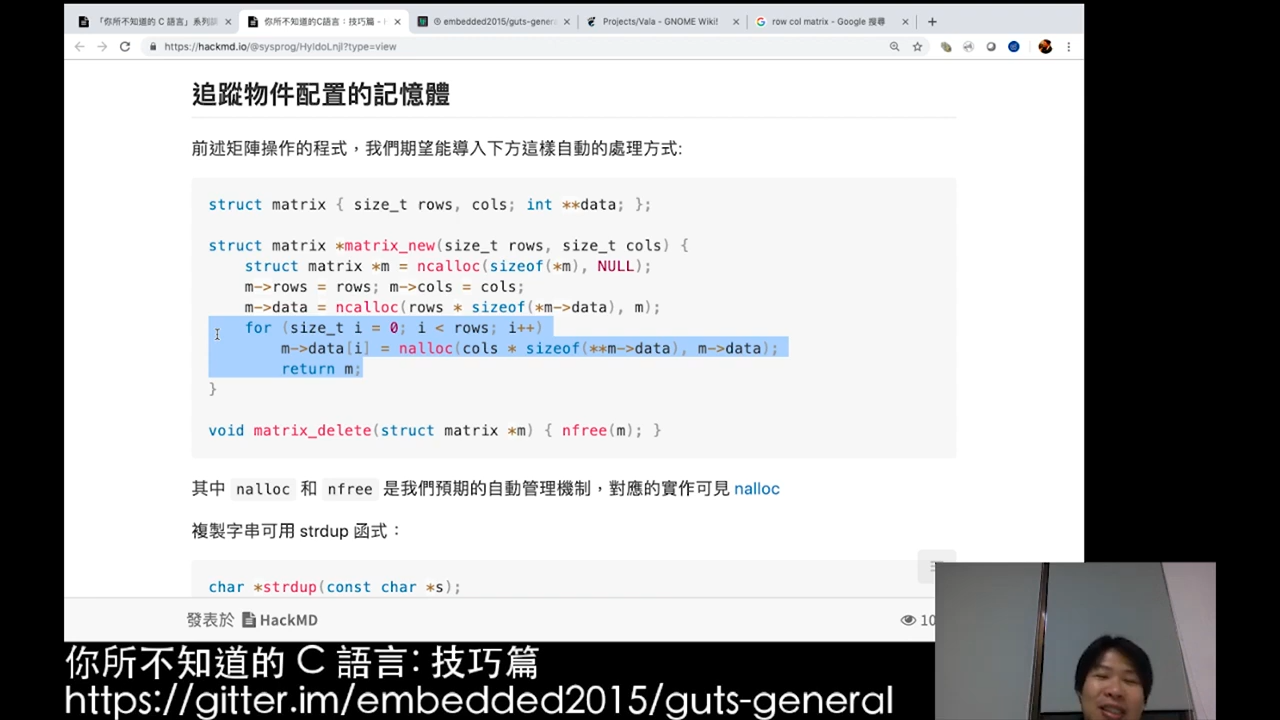 「你所不知道的 C 語言」系列講
你所不知道的C語言：技巧篇 -
embedded2015/guts-genera
Projects/Vala - GNOME Wiki!
row col matrix - Google 搜尋
https://hackmd.io/@sysprog/HyIdoLnjl?type=view
追蹤物件配置的記憶體
前述矩陣操作的程式，我們期望能導入下方這樣自動的處理方式:
struct matrix { size_t rows, cols; int **data; };
struct matrix *matrix_new(size_t rows, size_t cols) {
struct matrix *m = ncalloc(sizeof(*m), NULL);
m->rows = rows; m->cols = cols;
m->data = ncalloc(rows * sizeof(*m->data), m);
for (size_t i = 0; i < rows; i++)
m->data[i] = nalloc(cols * sizeof(**m->data), m->data);
return m;
}
void matrix_delete(struct matrix *m) { nfree(m); }
其中 nalloc 和 nfree 是我們預期的自動管理機制，對應的實作可見 nalloc
複製字串可用 strdup 函式：
char *strdup(const char *s);
發表於 HackMD
10
你所不知道的 C 語言: 技巧篇
https://gitter.im/embedded2015/guts-general